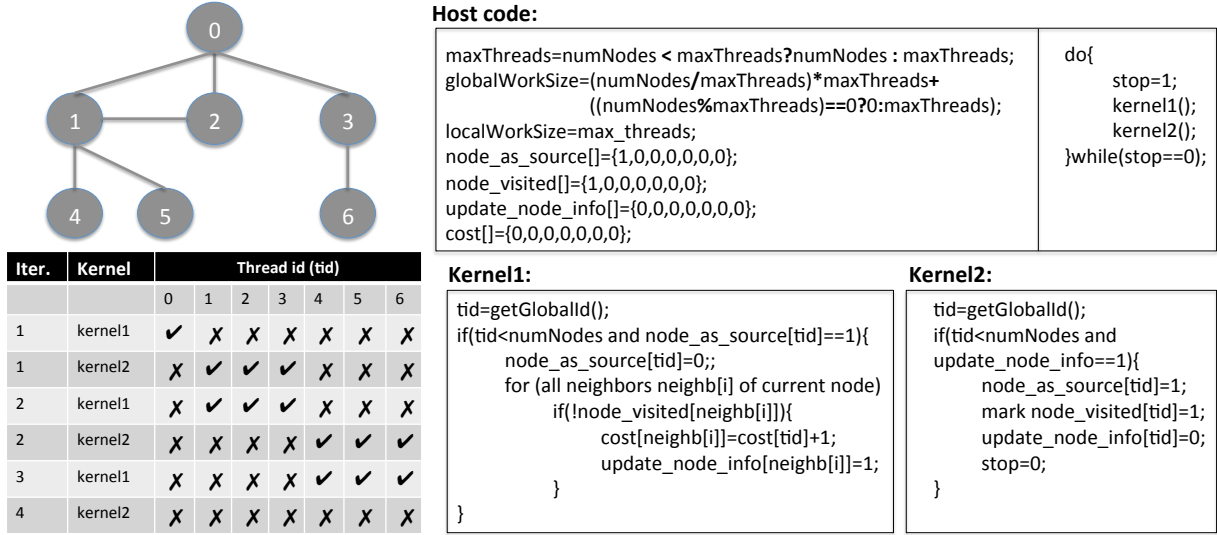 0
1
2
3
4
5
6
Iter. Kernel Thread id (tid)
0 1 2 3 4 5 6
1 kernel1 ✔ ✗ ✗ ✗ ✗ ✗ ✗
1 kernel2 ✗ ✔ ✔ ✔ ✗ ✗ ✗
2 kernel1 ✗ ✔ ✔ ✔ ✗ ✗ ✗
2 kernel2 ✗ ✗ ✗ ✗ ✔ ✔ ✔
3 kernel1 ✗ ✗ ✗ ✗ ✔ ✔ ✔
4 kernel2 ✗ ✗ ✗ ✗ ✗ ✗ ✗
Host code:
maxThreads=numNodes < maxThreads?numNodes : maxThreads;
globalWorkSize=(numNodes/maxThreads)*maxThreads+
((numNodes%maxThreads)==0?0:maxThreads);
localWorkSize=max_threads;
node_as_source[]={1,0,0,0,0,0,0};
node_visited[]={1,0,0,0,0,0,0};
update_node_info[]={0,0,0,0,0,0,0};
cost[]={0,0,0,0,0,0,0};
do{
stop=1;
kernel1();
kernel2();
}while(stop==0);
Kernel1:
tid=getGloballd();
if(tid<numNodes and node_as_source[tid]==1){
node_as_source[tid]=0;;
for (all neighbors neighb[i] of current node)
if(!node_visited[neighb[i]]){
cost[neighb[i]]=cost[tid]+1;
update_node_info[neighb[i]]=1;
}
}
Kernel2:
tid=getGloballd();
if(tid<numNodes and
update_node_info==1){
node_as_source[tid]=1;
mark node_visited[tid]=1;
update_node_info[tid]=0;
stop=0;
}